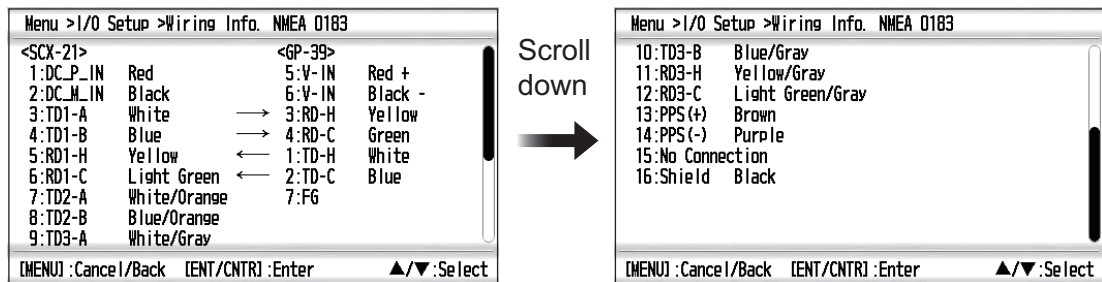 Menu >I/O Setup >Wiring Info. NMEA 0183
<SCX-21> <GP-39>
1:DC_P_IN Red 5:V-IN Red +
2:DC_M_IN Black 6:V-IN Black -
3:TD1-A White → 3:RD-H Yellow
4:TD1-B Blue → 4:RD-C Green
5:RD1-H Yellow ← 1:TD-H White
6:RD1-C Light Green ← 2:TD-C Blue
7:TD2-A White/Orange 7:FG
8:TD2-B Blue/Orange
9:TD3-A White/Gray
[MENU]:Cancel/Back [ENT/CNTR]:Enter ▲/▼:Select
Scroll
down
Menu >I/O Setup >Wiring Info. NMEA 0183
10:TD3-B Blue/Gray
11:RD3-H Yellow/Gray
12:RD3-C Light Green/Gray
13:PPS(+) Brown
14:PPS(-) Purple
15:No Connection
16:Shield Black
[MENU]:Cancel/Back [ENT/CNTR]:Enter ▲/▼:Select